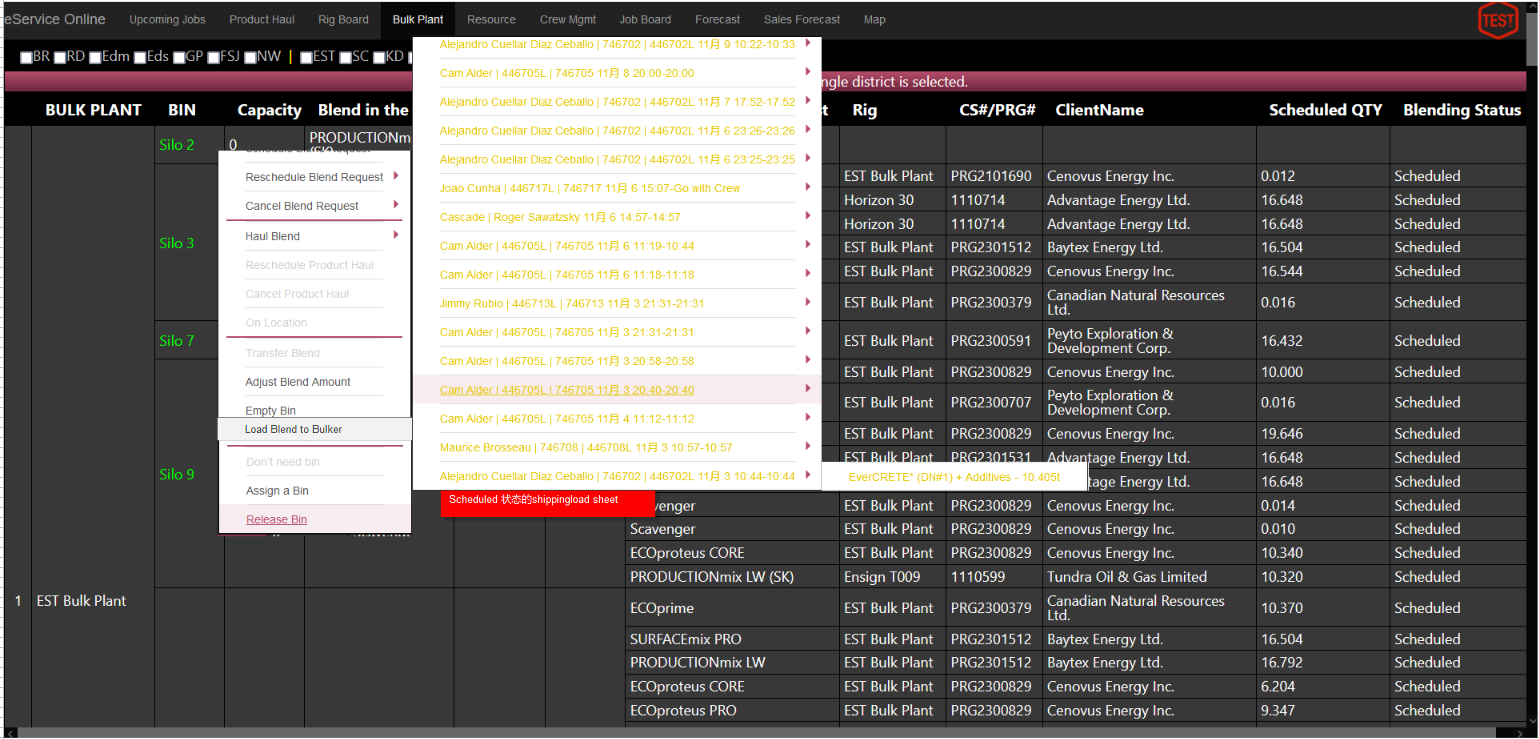 eService Online Upcoming Jobs Product Haul Rig Board Bulk Plant Resource Crew Mgmt Job Board Forecast Sales Forecast Map TEST
BR RD Edm Eds GP FSJ NW | EST SC KD
ngle district is selected.
BULK PLANT BIN Capacity Blend in the Rig CS#/PRG# ClientName Scheduled QTY Blending Status
1 EST Bulk Plant
Silo 2 0 PRODUCTIONm
Silo 3
Silo 7
Silo 9
Reschedule Blend Request
Cancel Blend Request
Haul Blend
Reschedule Product Haul
Cancel Product Haul
On Location
Transfer Blend
Adjust Blend Amount
Empty Bin
Load Blend to Bulker
Don't need bin
Assign a Bin
Release Bin
Alejandro Cuellar Diaz Ceballo | 746702 | 446702L 11月 9 10:22-10:33
Cam Alder | 446705L | 746705 11月 8 20:00-20:00
Alejandro Cuellar Diaz Ceballo | 746702 | 446702L 11月 7 17:52-17:52
Alejandro Cuellar Diaz Ceballo | 746702 | 446702L 11月 6 23:26-23:26
Alejandro Cuellar Diaz Ceballo | 746702 | 446702L 11月 6 23:25-23:25
Joao Cunha | 446717L | 746717 11月 6 15:07-Go with Crew
Cascade | Roger Sawatzsky 11月 6 14:57-14:57
Cam Alder | 446705L | 746705 11月 6 11:19-10:44
Cam Alder | 446705L | 746705 11月 6 11:18-11:18
Jimmy Rubio | 446713L | 746713 11月 3 21:31-21:31
Cam Alder | 446705L | 746705 11月 3 21:31-21:31
Cam Alder | 446705L | 746705 11月 3 20:58-20:58
Cam Alder | 446705L | 746705 11月 3 20:40-20:40
Cam Alder | 446705L | 746705 11月 4 11:12-11:12
Maurice Brosseau | 746708 | 446708L 11月 3 10:57-10:57
Alejandro Cuellar Diaz Ceballo | 746702 | 446702L 11月 3 10:44-10:44
EverCRETE* (DN#1) + Additives - 10.405t
Scheduled 状态的shippingload sheet
EST Bulk Plant PRG2101690 Cenovus Energy Inc. 0.012 Scheduled
Horizon 30 1110714 Advantage Energy Ltd. 16.648 Scheduled
Horizon 30 1110714 Advantage Energy Ltd. 16.648 Scheduled
EST Bulk Plant PRG2301512 Baytex Energy Ltd. 16.504 Scheduled
EST Bulk Plant PRG2300829 Cenovus Energy Inc. 16.544 Scheduled
EST Bulk Plant PRG2300379 Canadian Natural Resources
Ltd. 0.016 Scheduled
EST Bulk Plant PRG2300591 Peyto Exploration &
Development Corp. 16.432 Scheduled
EST Bulk Plant PRG2300829 Cenovus Energy Inc. 10.000 Scheduled
EST Bulk Plant PRG2300707 Peyto Exploration &
Development Corp. 0.016 Scheduled
EST Bulk Plant PRG2300829 Cenovus Energy Inc. 19.646 Scheduled
EST Bulk Plant PRG2301531 Advantage Energy Ltd. 16.648 Scheduled
tage Energy Ltd. 16.648 Scheduled
enger EST Bulk Plant PRG2300829 Cenovus Energy Inc. 0.014 Scheduled
Scavenger EST Bulk Plant PRG2300829 Cenovus Energy Inc. 0.010 Scheduled
ECOproteus CORE EST Bulk Plant PRG2300829 Cenovus Energy Inc. 10.340 Scheduled
PRODUCTIONmix LW (SK) Ensign T009 1110599 Tundra Oil & Gas Limited 10.320 Scheduled
ECOprime EST Bulk Plant PRG2300379 Canadian Natural Resources
Ltd. 10.370 Scheduled
SURFACEmix PRO EST Bulk Plant PRG2301512 Baytex Energy Ltd. 16.504 Scheduled
PRODUCTIONmix LW EST Bulk Plant PRG2301512 Baytex Energy Ltd. 16.792 Scheduled
ECOproteus CORE EST Bulk Plant PRG2300829 Cenovus Energy Inc. 6.204 Scheduled
ECOproteus PRO EST Bulk Plant PRG2300829 Cenovus Energy Inc. 9.347 Scheduled